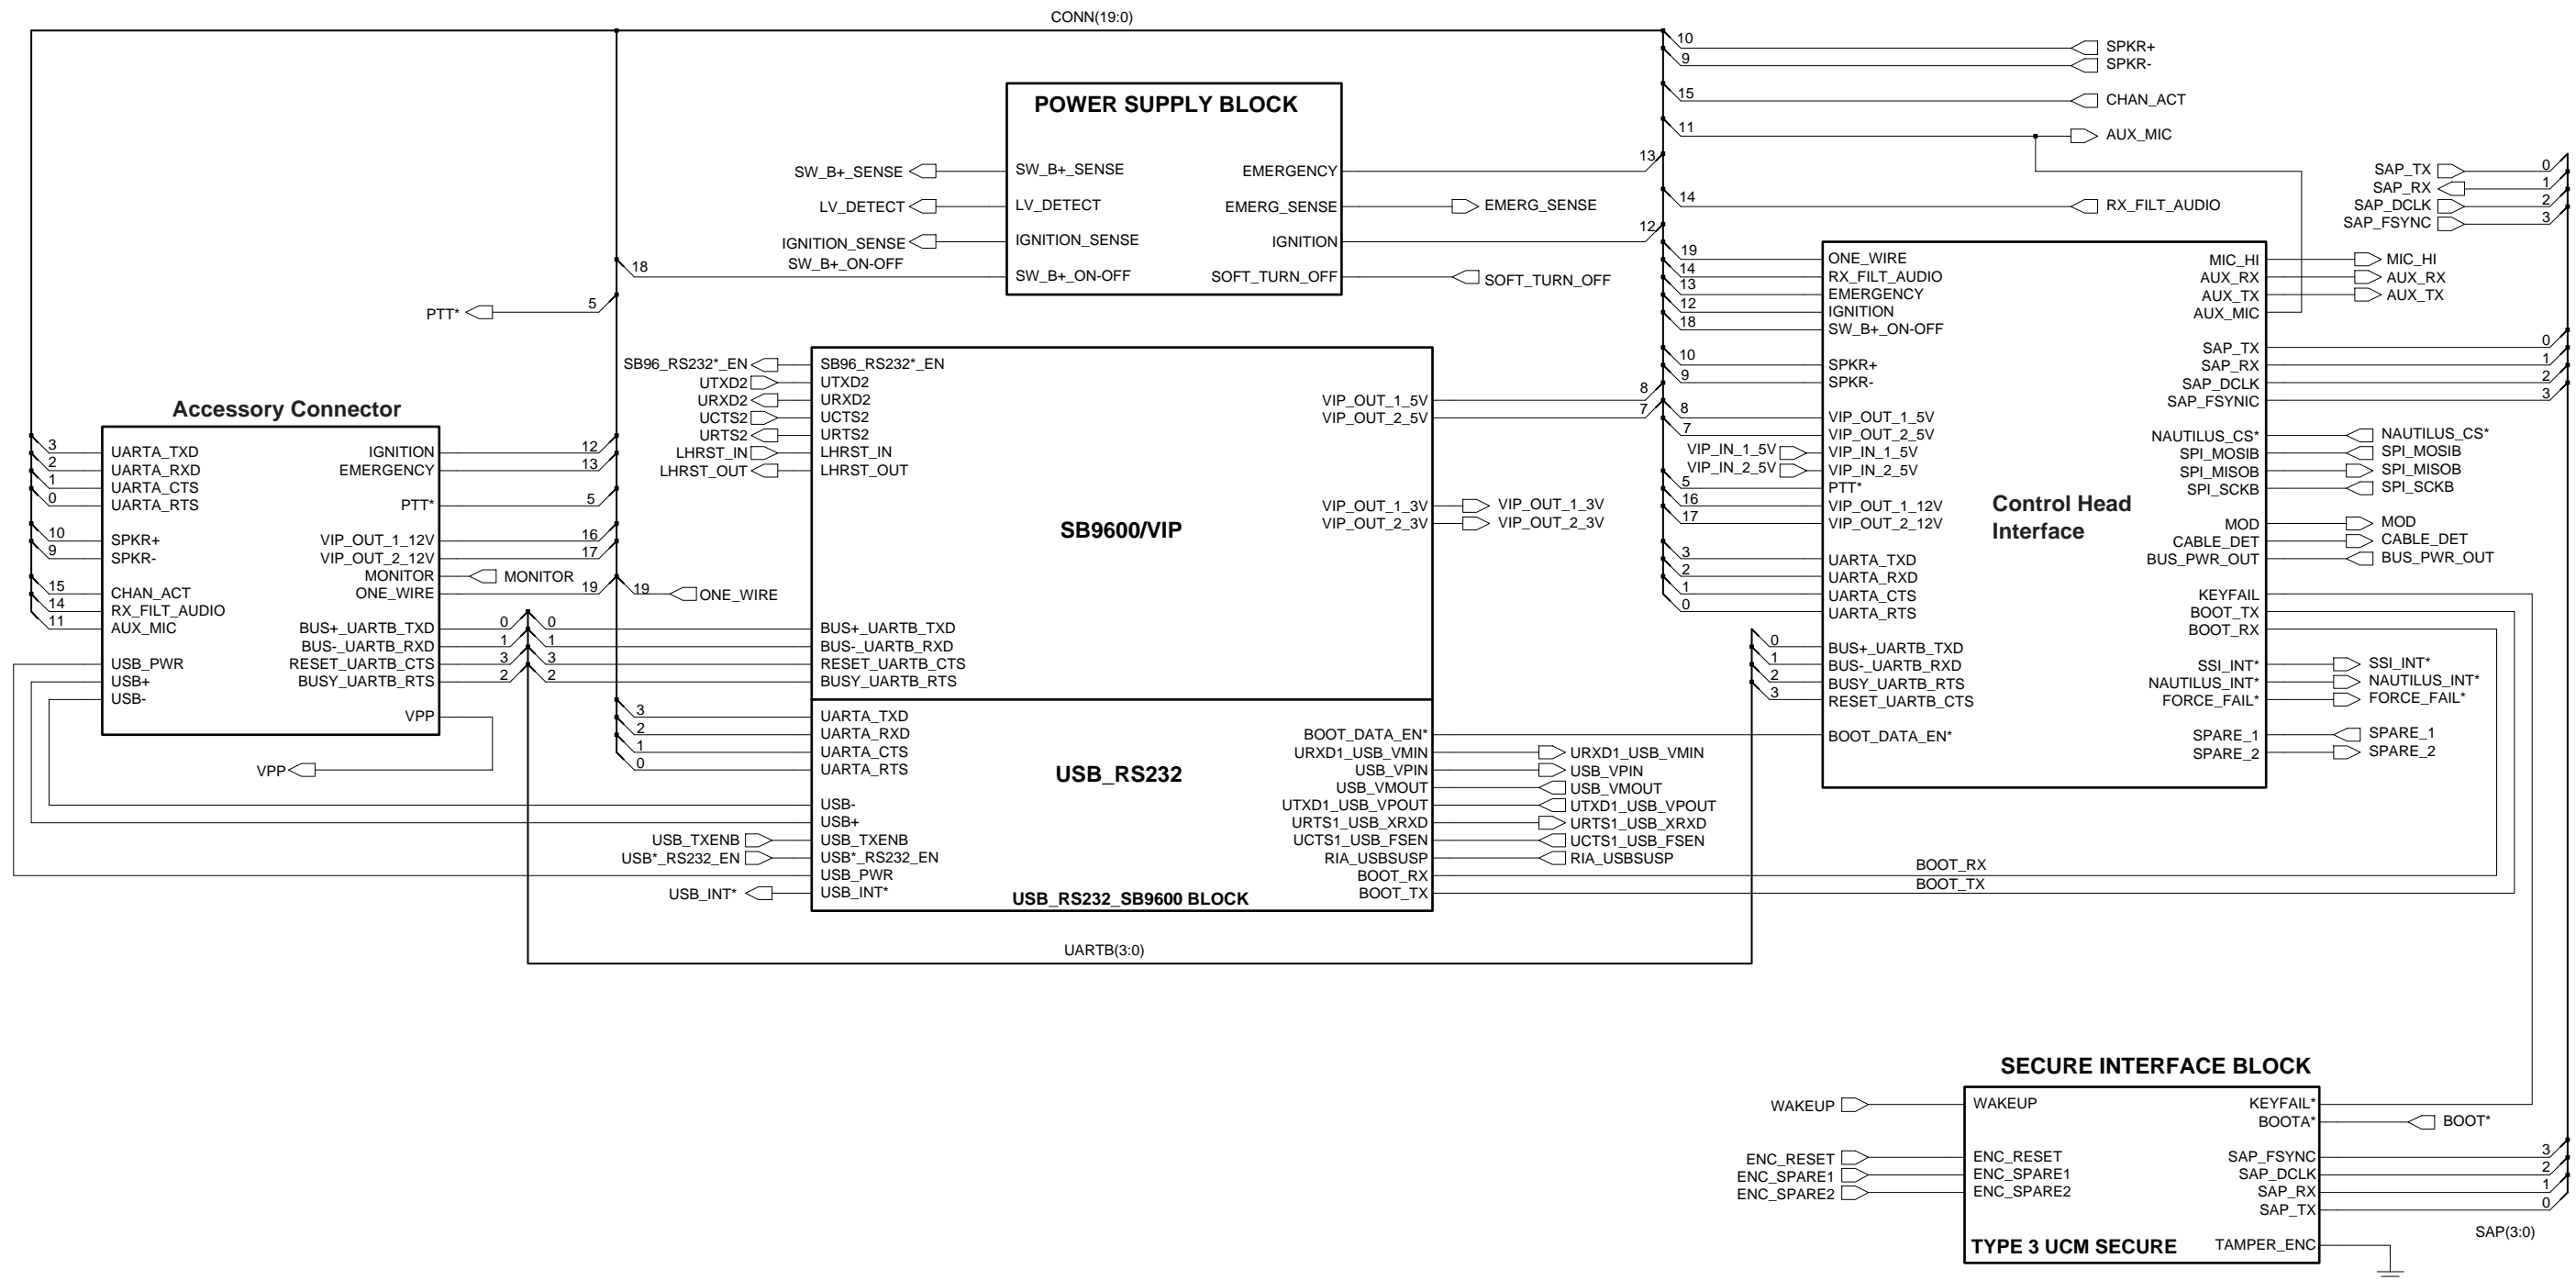 CONN(19:0)
10 SPKR+
9 SPKR-
15 CHAN_ACT
11 AUX_MIC
14 RX_FILT_AUDIO
POWER SUPPLY BLOCK
SW_B+_SENSE SW_B+_SENSE EMERGENCY 13
LV_DETECT LV_DETECT EMERG_SENSE EMERG_SENSE
IGNITION_SENSE IGNITION_SENSE IGNITION 12
18 SW_B+_ON-OFF SW_B+_ON-OFF SOFT_TURN_OFF SOFT_TURN_OFF
PTT* 5
SAP_TX 0
SAP_RX 1
SAP_DCLK 2
SAP_FSYNC 3
Accessory Connector
3 UARTA_TXD
2 UARTA_RXD
1 UARTA_CTS
0 UARTA_RTS
10 SPKR+
9 SPKR-
15 CHAN_ACT
14 RX_FILT_AUDIO
11 AUX_MIC
USB_PWR
USB+
USB-
IGNITION 12
EMERGENCY 13
PTT* 5
VIP_OUT_1_12V 16
VIP_OUT_2_12V 17
MONITOR MONITOR
ONE_WIRE 19 19 ONE_WIRE
BUS+_UARTB_TXD 0 0
BUS-_UARTB_RXD 1 1
RESET_UARTB_CTS 3 3
BUSY_UARTB_RTS 2 2
VPP
VPP
SB96_RS232*_EN SB96_RS232*_EN
UTXD2 UTXD2
URXD2 URXD2
UCTS2 UCTS2
URTS2 URTS2
LHRST_IN LHRST_IN
LHRST_OUT LHRST_OUT
SB9600/VIP
VIP_OUT_1_5V 8
VIP_OUT_2_5V 7
VIP_OUT_1_3V VIP_OUT_1_3V
VIP_OUT_2_3V VIP_OUT_2_3V
BUS+_UARTB_TXD
BUS-_UARTB_RXD
RESET_UARTB_CTS
BUSY_UARTB_RTS
3 UARTA_TXD
2 UARTA_RXD
1 UARTA_CTS
0 UARTA_RTS
USB-
USB+
USB_TXENB USB_TXENB
USB*_RS232_EN USB*_RS232_EN
USB_PWR
USB_INT* USB_INT*
USB_RS232
USB_RS232_SB9600 BLOCK
BOOT_DATA_EN*
URXD1_USB_VMIN URXD1_USB_VMIN
USB_VPIN USB_VPIN
USB_VMOUT USB_VMOUT
UTXD1_USB_VPOUT UTXD1_USB_VPOUT
URTS1_USB_XRXD URTS1_USB_XRXD
UCTS1_USB_FSEN UCTS1_USB_FSEN
RIA_USBSUSP RIA_USBSUSP
BOOT_RX BOOT_RX
BOOT_TX BOOT_TX
UARTB(3:0)
19 ONE_WIRE
14 RX_FILT_AUDIO
13 EMERGENCY
12 IGNITION
18 SW_B+_ON-OFF
10 SPKR+
9 SPKR-
8 VIP_OUT_1_5V
7 VIP_OUT_2_5V
VIP_IN_1_5V VIP_IN_1_5V
VIP_IN_2_5V VIP_IN_2_5V
5 PTT*
16 VIP_OUT_1_12V
17 VIP_OUT_2_12V
3 UARTA_TXD
2 UARTA_RXD
1 UARTA_CTS
0 UARTA_RTS
0 BUS+_UARTB_TXD
1 BUS-_UARTB_RXD
2 BUSY_UARTB_RTS
3 RESET_UARTB_CTS
BOOT_DATA_EN*
Control Head
Interface
MIC_HI MIC_HI
AUX_RX AUX_RX
AUX_TX AUX_TX
AUX_MIC
SAP_TX 0
SAP_RX 1
SAP_DCLK 2
SAP_FSYNIC 3
NAUTILUS_CS* NAUTILUS_CS*
SPI_MOSIB SPI_MOSIB
SPI_MISOB SPI_MISOB
SPI_SCKB SPI_SCKB
MOD MOD
CABLE_DET CABLE_DET
BUS_PWR_OUT BUS_PWR_OUT
KEYFAIL
BOOT_TX
BOOT_RX
SSI_INT* SSI_INT*
NAUTILUS_INT* NAUTILUS_INT*
FORCE_FAIL* FORCE_FAIL*
SPARE_1 SPARE_1
SPARE_2 SPARE_2
SECURE INTERFACE BLOCK
WAKEUP WAKEUP
ENC_RESET ENC_RESET
ENC_SPARE1 ENC_SPARE1
ENC_SPARE2 ENC_SPARE2
TYPE 3 UCM SECURE
KEYFAIL*
BOOTA* BOOT*
SAP_FSYNC 3
SAP_DCLK 2
SAP_RX 1
SAP_TX 0
SAP(3:0)
TAMPER_ENC